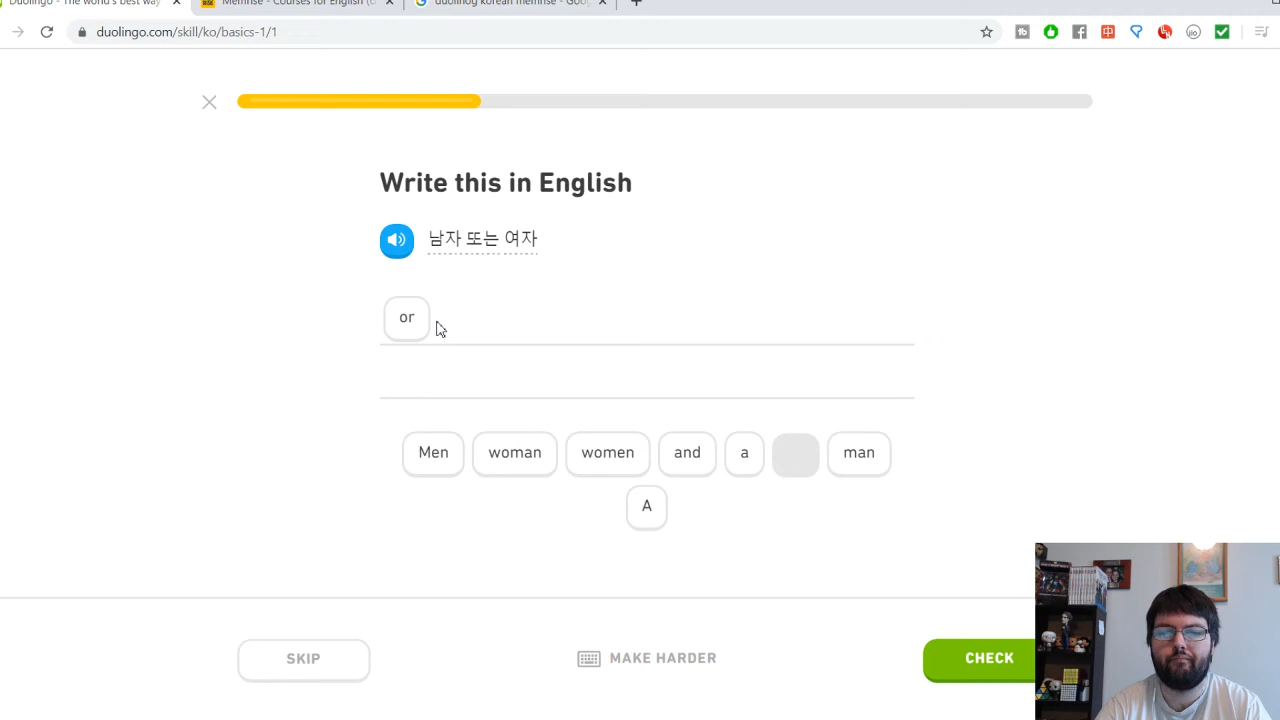 Duolingo - The world's best way
Memrise - Courses for English (
duolinog korean memrise - Goo
duolingo.com/skill/ko/basics-1/1
Write this in English
남자 또는 여자
or
Men woman women and a man
A
SKIP
MAKE HARDER
CHECK